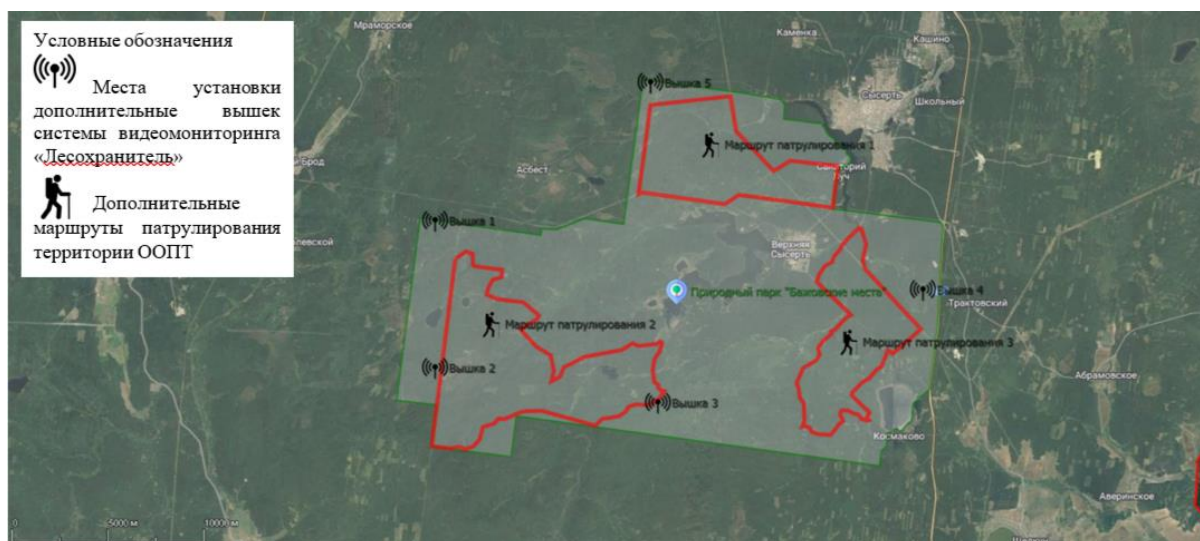 Условные обозначения
Места установки
дополнительные вышек
системы видеомониторинга
«Лесохранитель»
Дополнительные
маршруты патрулирования
территории ООПТ
Мраморское
Каменка
Кашино
Вышка 5
Сысерть
Школьный
Маршрут патрулирования 1
Асбест
Вышка 1
Верхняя
Сысерть
Природный парк "Бажовские места"
Вышка 4
Трактовский
Маршрут патрулирования 2
Маршрут патрулирования 3
Вышка 2
Абрамовское
Вышка 3
Космаково
Аверинское
0 5000 м 10000 м